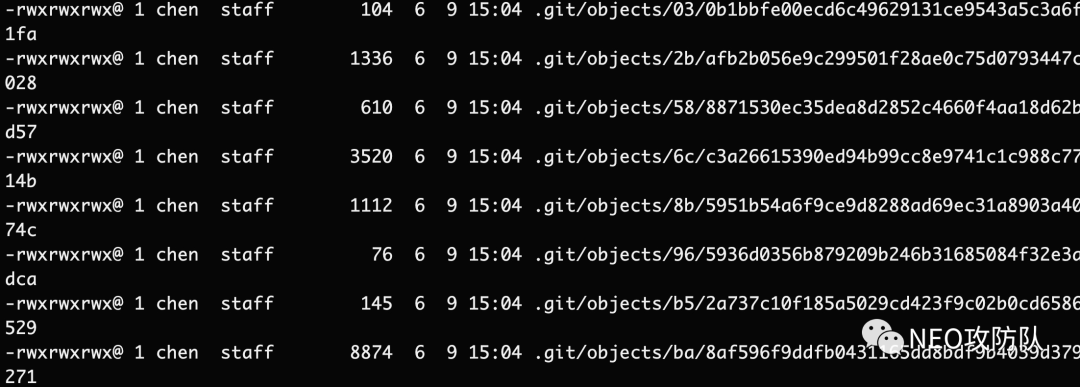 -rwxrwxrwx@ 1 chen  staff        104  6  9 15:04 .git/objects/03/0b1bbfe00ecd6c49629131ce9543a5c3a6f
1fa
-rwxrwxrwx@ 1 chen  staff       1336  6  9 15:04 .git/objects/2b/afb2b056e9c299501f28ae0c75d0793447c
028
-rwxrwxrwx@ 1 chen  staff        610  6  9 15:04 .git/objects/58/8871530ec35dea8d2852c4660f4aa18d62b
d57
-rwxrwxrwx@ 1 chen  staff       3520  6  9 15:04 .git/objects/6c/c3a26615390ed94b99cc8e9741c1c988c77
14b
-rwxrwxrwx@ 1 chen  staff       1112  6  9 15:04 .git/objects/8b/5951b54a6f9ce9d8288ad69ec31a8903a40
74c
-rwxrwxrwx@ 1 chen  staff         76  6  9 15:04 .git/objects/96/5936d0356b879209b246b31685084f32e3a
dca
-rwxrwxrwx@ 1 chen  staff        145  6  9 15:04 .git/objects/b5/2a737c10f185a5029cd423f9c02b0cd6586
529
NEO攻防队
-rwxrwxrwx@ 1 chen  staff       8874  6  9 15:04 .git/objects/ba/8af596f9ddfb0431165dd8bdf9b4039d379
271